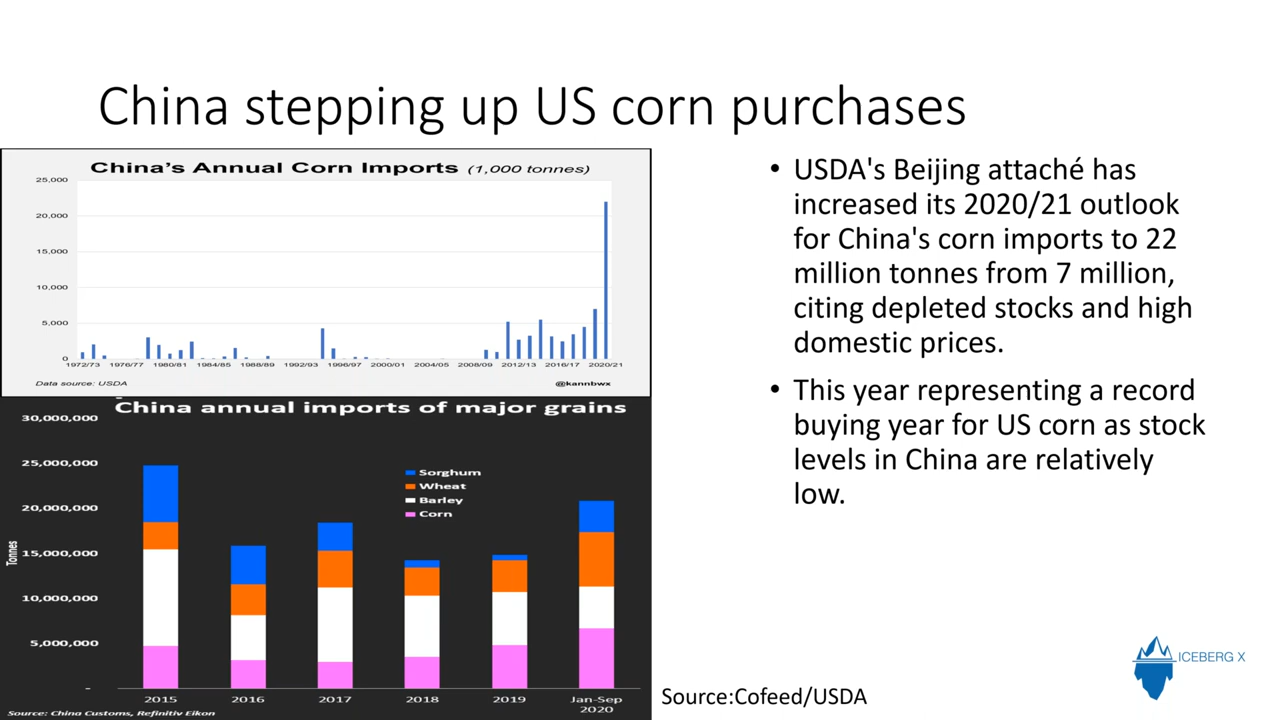 China stepping up US corn purchases
China's Annual Corn Imports (1,000 tonnes)
25,000
20,000
15,000
10,000
5,000
0
1972/73 1976/77 1980/81 1984/85 1988/89 1992/93 1996/97 2000/01 2004/05 2008/09 2012/13 2016/17 2020/21
Data source: USDA
@kannbwx
China annual imports of major grains
30,000,000
25,000,000
20,000,000
15,000,000
10,000,000
5,000,000
-
Tonnes
Sorghum
Wheat
Barley
Corn
2015 2016 2017 2018 2019 Jan-Sep
2020
Source: China Customs, Refinitiv Eikon
• USDA's Beijing attaché has
increased its 2020/21 outlook
for China's corn imports to 22
million tonnes from 7 million,
citing depleted stocks and high
domestic prices.
• This year representing a record
buying year for US corn as stock
levels in China are relatively
low.
Source:Cofeed/USDA
ICEBERG X